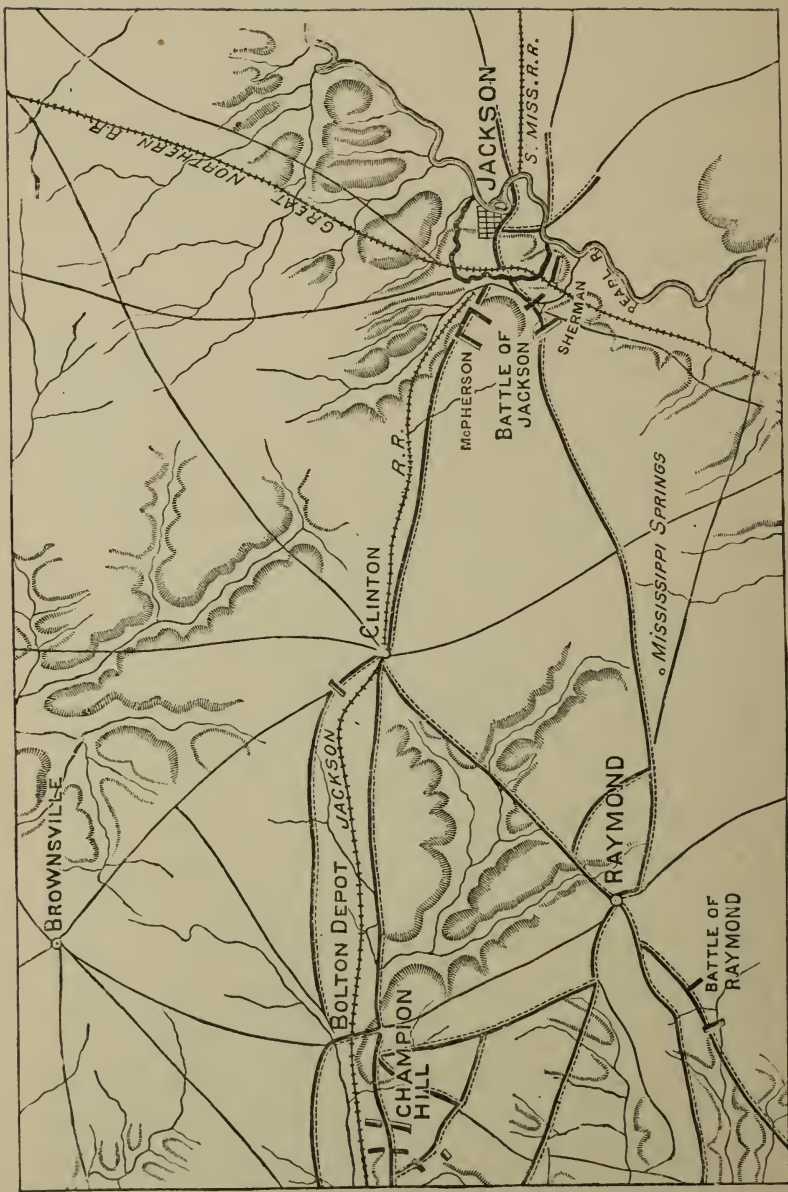 BROWNSVILLE
GREAT NORTHERN R.R.
BOLTON DEPOT
JACKSON
R.R.
CLINTON
JACKSON
S. MISS. R.R.
CHAMPION
HILL
McPHERSON
BATTLE OF
JACKSON
SHERMAN
PEARL R.
RAYMOND
MISSISSIPPI SPRINGS
BATTLE OF
RAYMOND